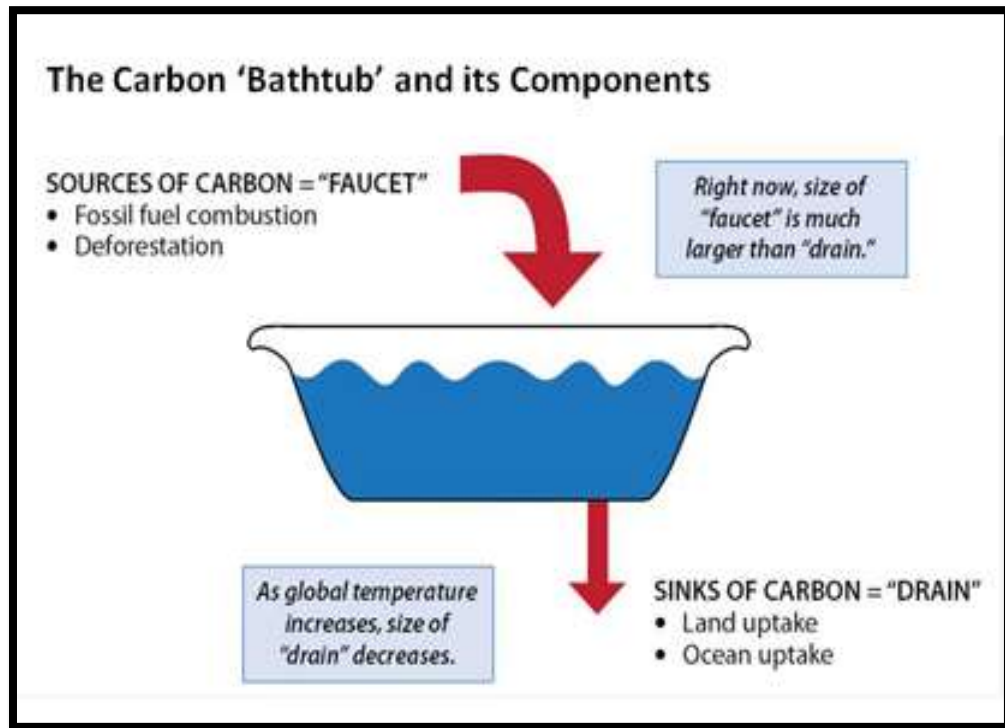 The Carbon ‘Bathtub’ and its Components
SOURCES OF CARBON = “FAUCET”
• Fossil fuel combustion
• Deforestation
Right now, size of
“faucet” is much
larger than “drain.”
As global temperature
increases, size of
“drain” decreases.
SINKS OF CARBON = “DRAIN”
• Land uptake
• Ocean uptake